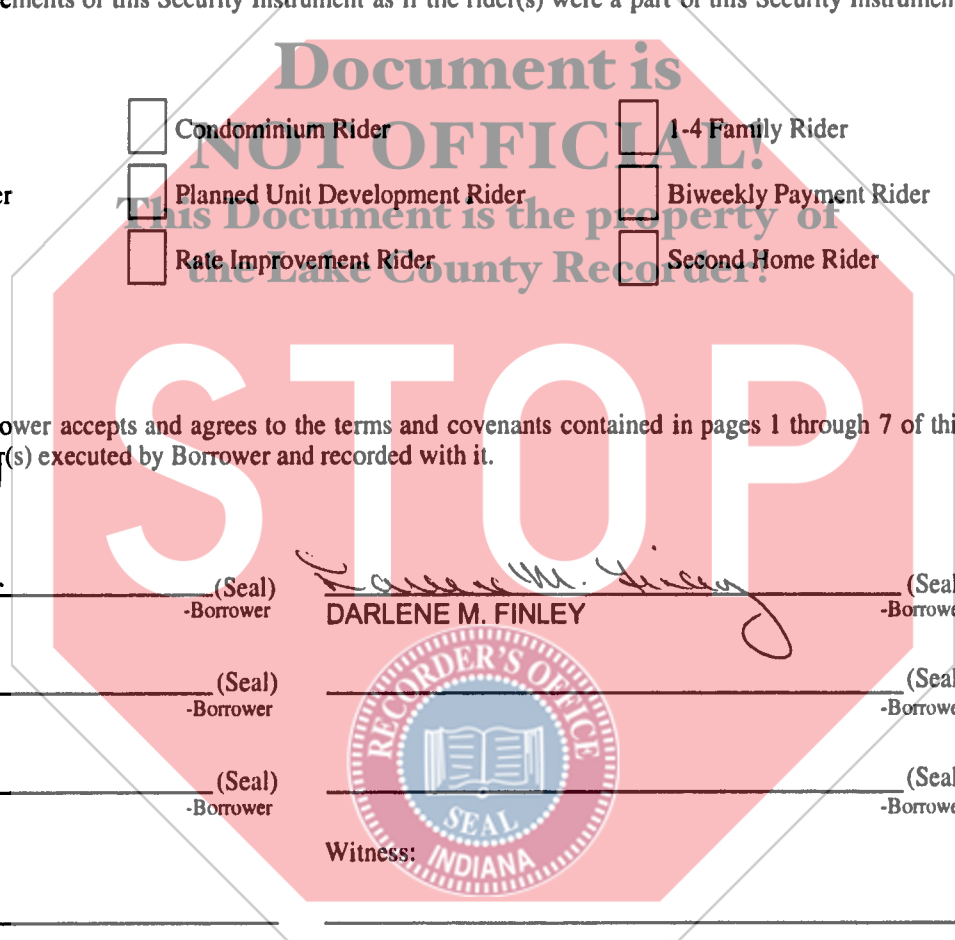 ements of this Security Instrument as if the rider(s) were a part of this Security Instrument
Document is
NOT OFFICIAL!
This Document is the property of
the Lake County Recorder!
Condominium Rider 1-4 Family Rider
er Planned Unit Development Rider Biweekly Payment Rider
Rate Improvement Rider Second Home Rider
STOP
ower accepts and agrees to the terms and covenants contained in pages 1 through 7 of thi
r(s) executed by Borrower and recorded with it.
Darlene M. Finley
(Seal) (Seal
-Borrower DARLENE M. FINLEY -Borrowe
(Seal) (Seal
-Borrower -Borrowe
(Seal) (Seal
-Borrower -Borrowe
RECORDER'S OFFICE
SEAL
INDIANA
Witness: